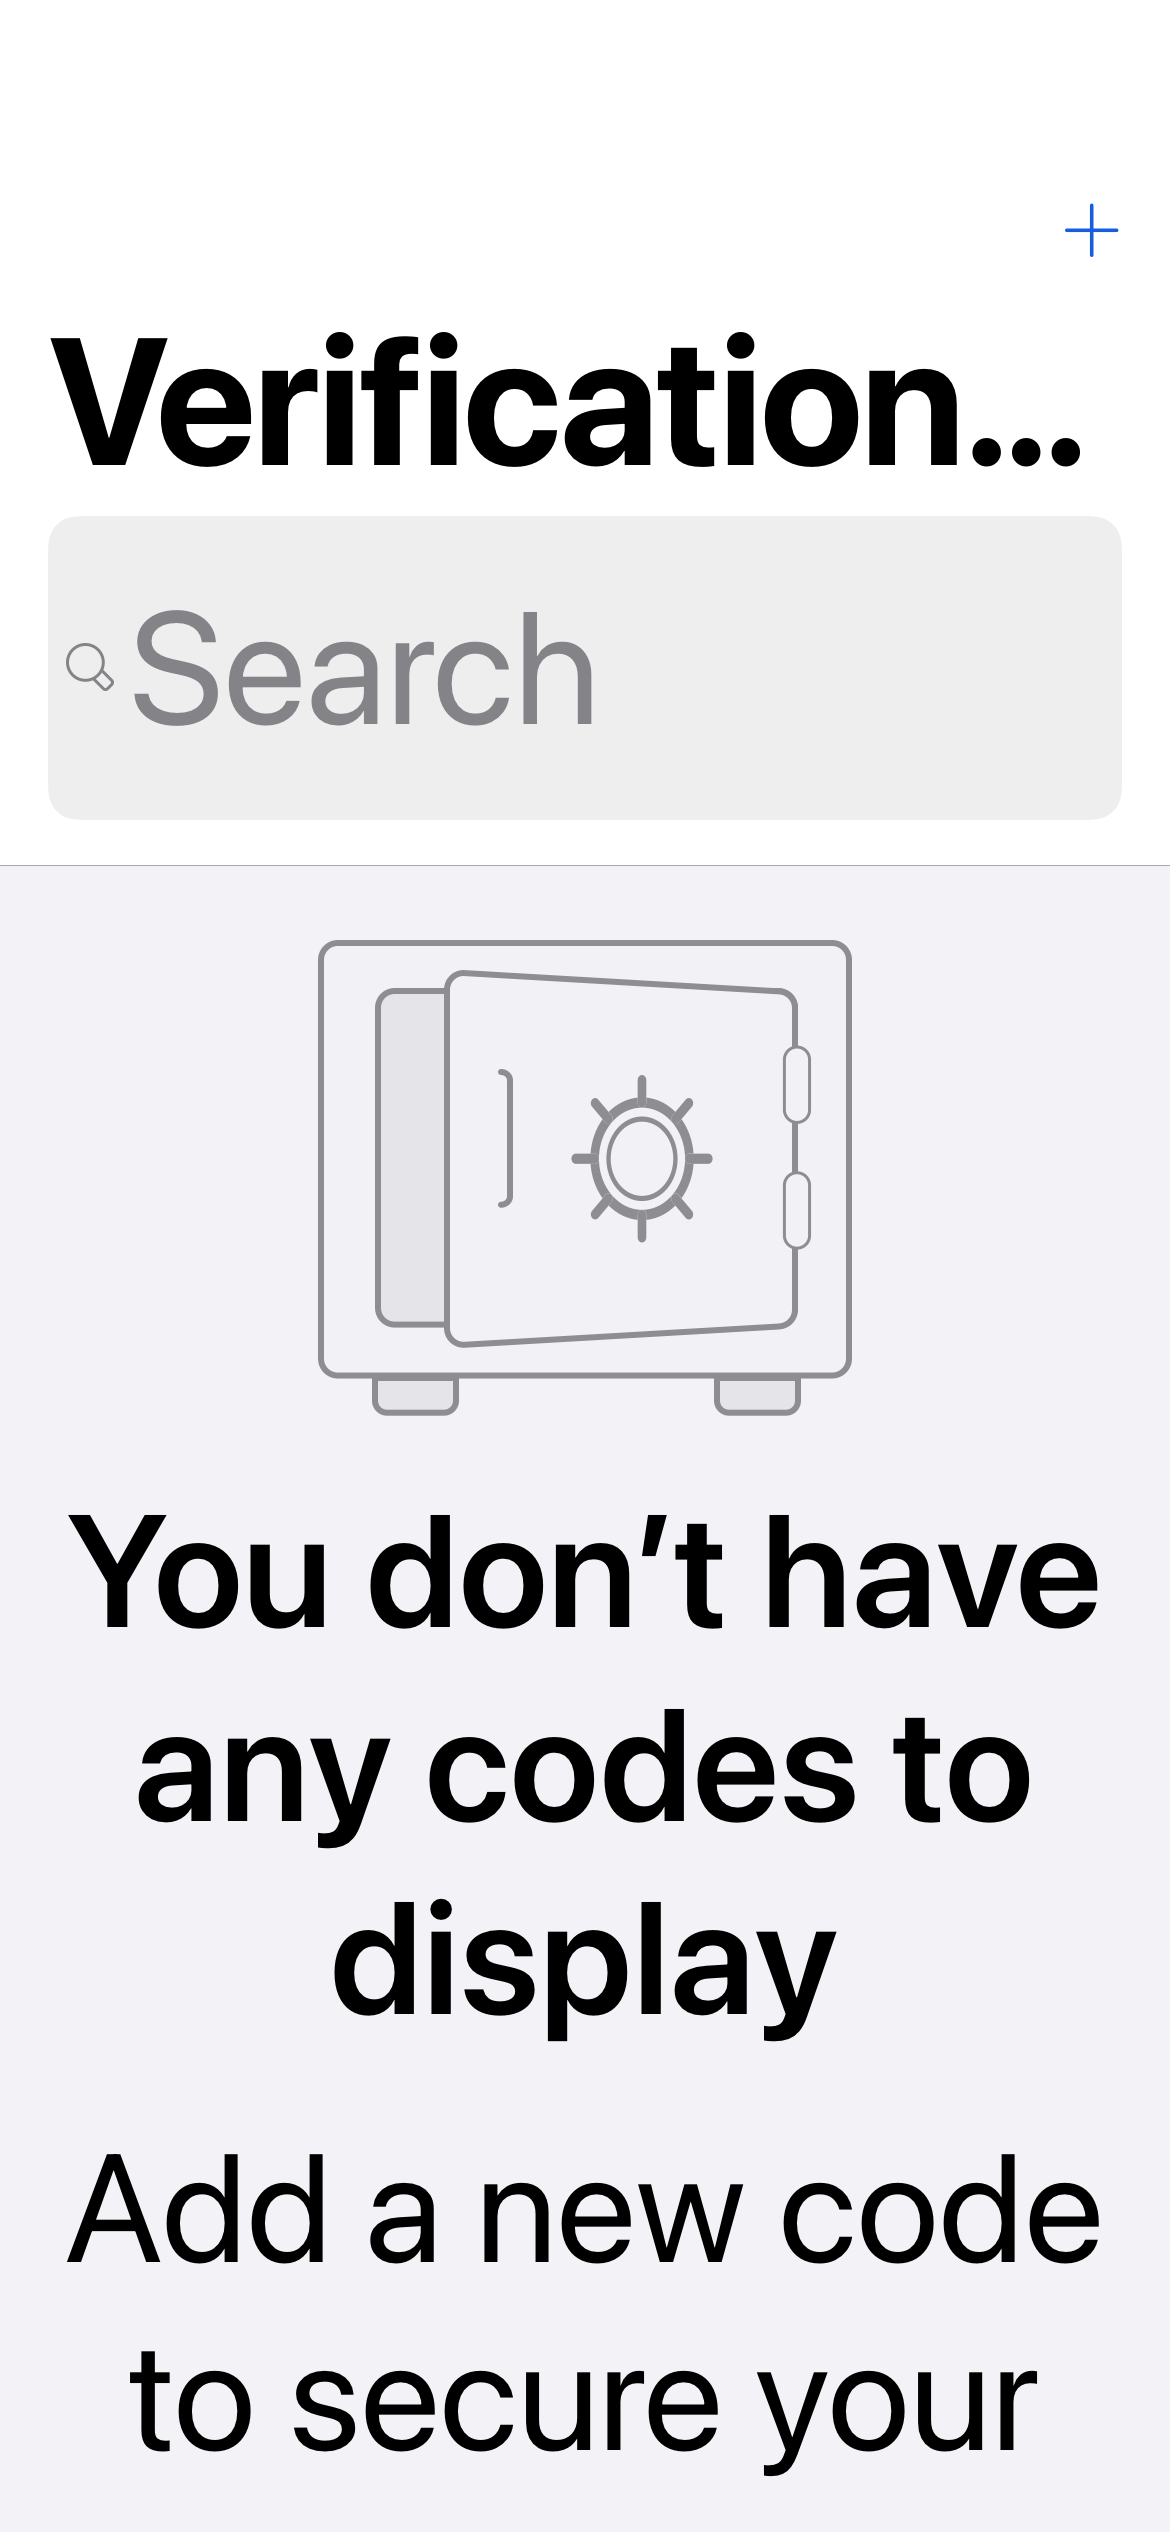 Verification...
Search
You don’t have
any codes to
display
Add a new code
to secure your